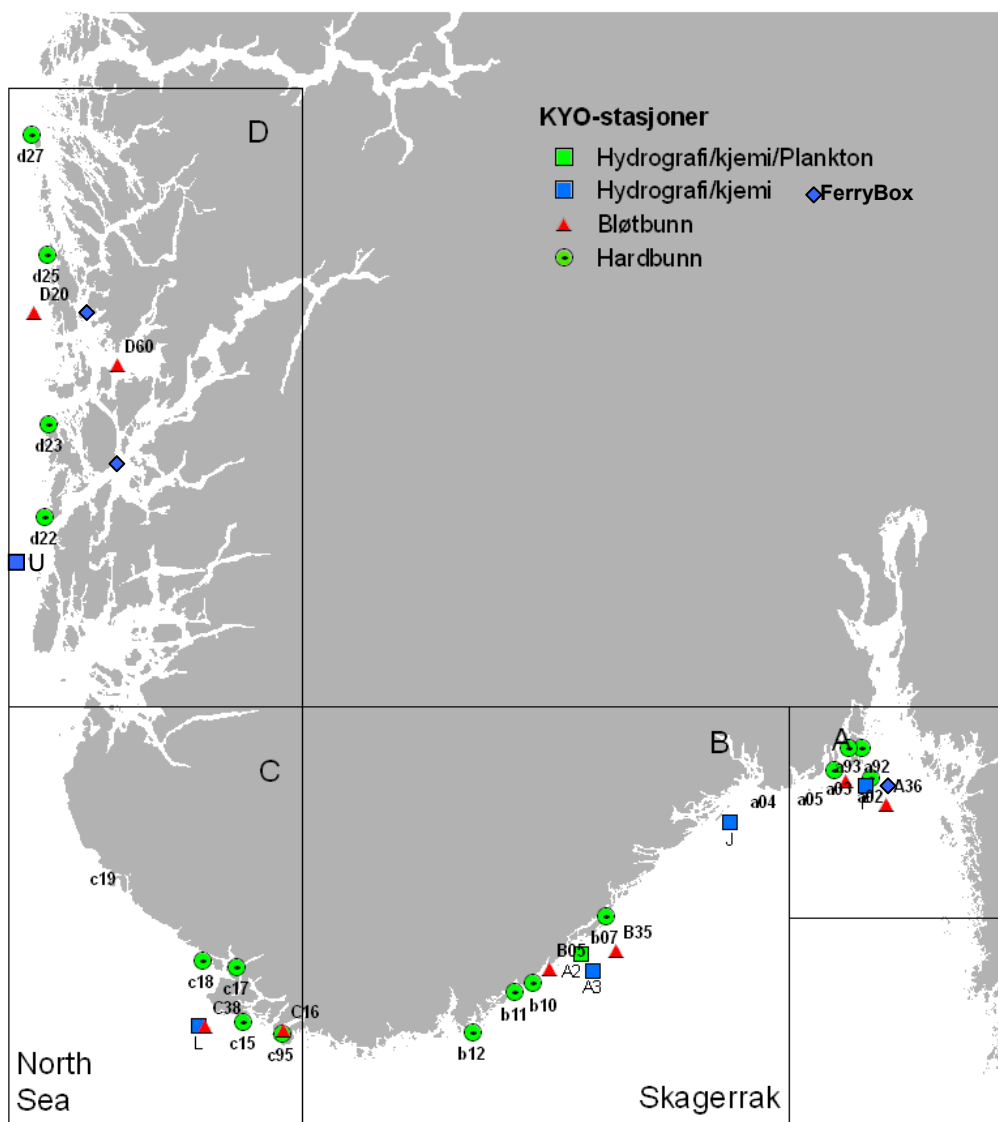 D
KYO-stasjoner
Hydrografi/kjemi/Plankton
Hydrografi/kjemi
FerryBox
Bløtbunn
Hardbunn
d27
d25
D20
D60
d23
d22
U
C
B
A
a93
a92
a03
a02
A36
a04
a05
J
c19
b07
B35
B05
A2
A3
b10
b11
b12
c18
c17
C38
C16
L
c15
c95
North
Sea
Skagerrak